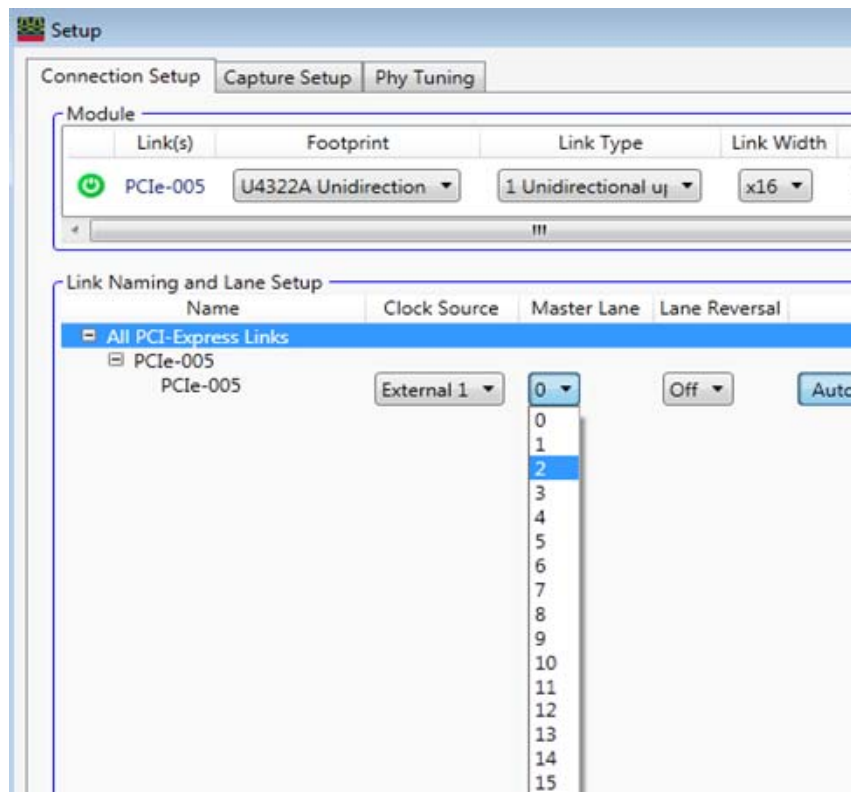 Setup
Connection Setup Capture Setup Phy Tuning
Module
Link(s) Footprint Link Type Link Width
PCIe-005 U4322A Unidirection 1 Unidirectional x16
Link Naming and Lane Setup
Name Clock Source Master Lane Lane Reversal
All PCI-Express Links
PCIe-005
PCIe-005 External 1 0 Off Auto
0
1
2
3
4
5
6
7
8
9
10
11
12
13
14
15